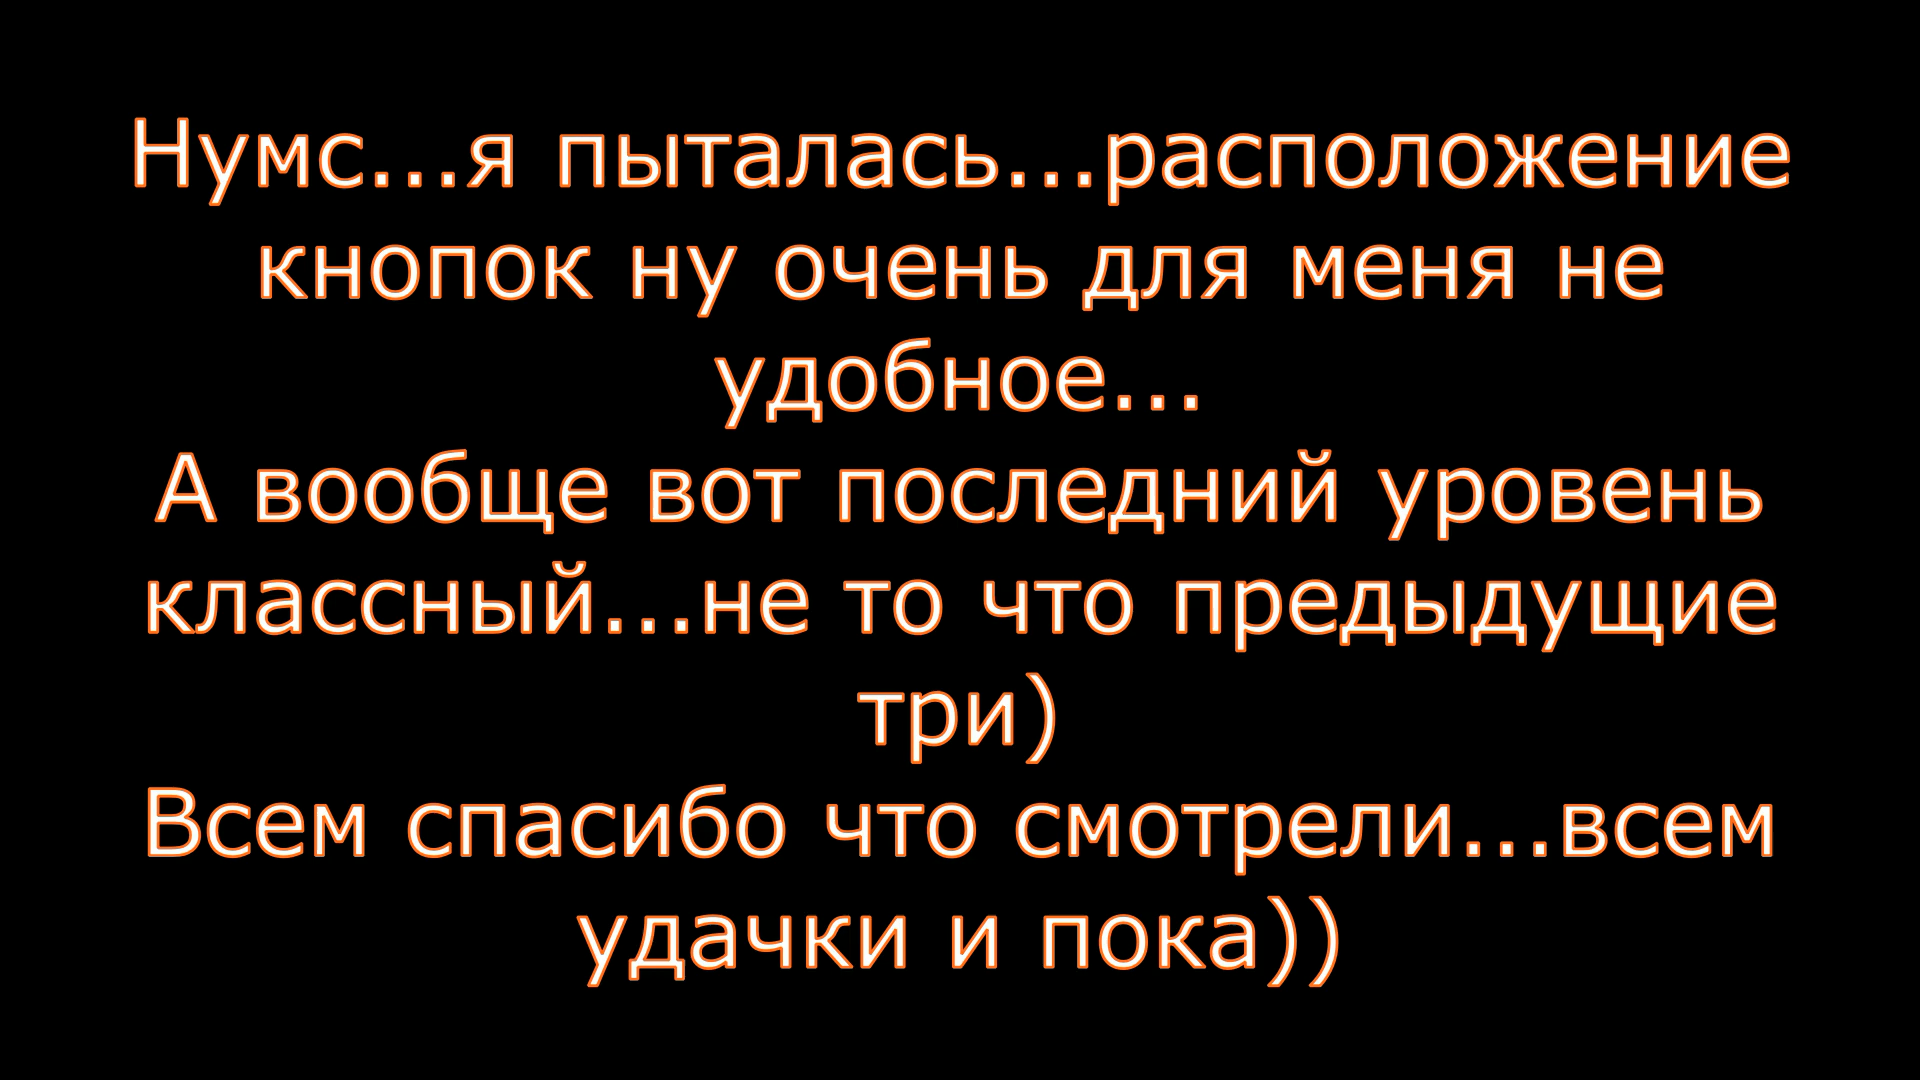 Нумс...я пыталась...расположение
кнопок ну очень для меня не
удобное...
А вообще вот последний уровень
классный...не то что предыдущие
три)
Всем спасибо что смотрели...всем
удачки и пока))